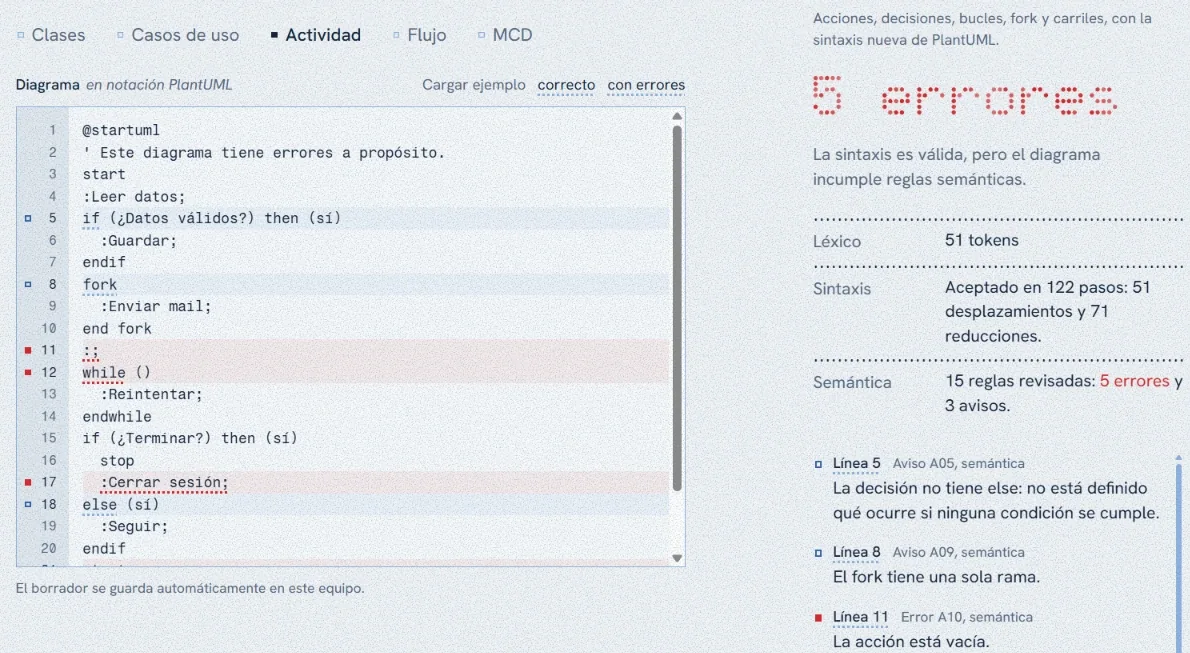 Clases
Casos de uso
Actividad
Flujo
MCD
Diagrama en notación PlantUML
Cargar ejemplo correcto con errores
1 @startuml
2 ' Este diagrama tiene errores a propósito.
3 start
4 :Leer datos;
5 if (¿Datos válidos?) then (sí)
6 :Guardar;
7 endif
8 fork
9 :Enviar mail;
10 end fork
11 :;
12 while ()
13 :Reintentar;
14 endwhile
15 if (¿Terminar?) then (sí)
16 stop
17 :Cerrar sesión;
18 else (sí)
19 :Seguir;
20 endif
El borrador se guarda automáticamente en este equipo.
Acciones, decisiones, bucles, fork y carriles, con la
sintaxis nueva de PlantUML.
5 errores
La sintaxis es válida, pero el diagrama
incumple reglas semánticas.
Léxico
51 tokens
Sintaxis
Aceptado en 122 pasos: 51
desplazamientos y 71
reducciones.
Semántica
15 reglas revisadas: 5 errores y
3 avisos.
Línea 5 Aviso A05, semántica
La decisión no tiene else: no está definido
qué ocurre si ninguna condición se cumple.
Línea 8 Aviso A09, semántica
El fork tiene una sola rama.
Línea 11 Error A10, semántica
La acción está vacía.